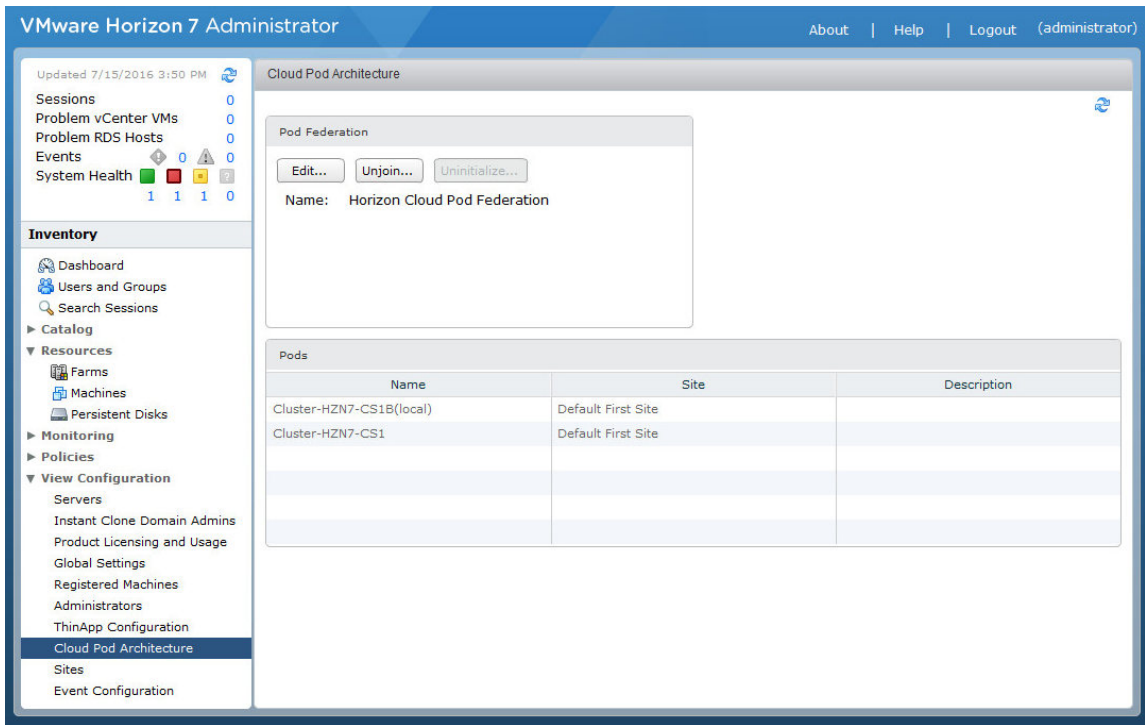 VMware Horizon 7 Administrator
About | Help | Logout (administrator)
Updated 7/15/2016 3:50 PM
Sessions 0
Problem vCenter VMs 0
Problem RDS Hosts 0
Events 0 0
System Health ?
1 1 1 0
Inventory
Dashboard
Users and Groups
Search Sessions
Catalog
Resources
Farms
Machines
Persistent Disks
Monitoring
Policies
View Configuration
Servers
Instant Clone Domain Admins
Product Licensing and Usage
Global Settings
Registered Machines
Administrators
ThinApp Configuration
Cloud Pod Architecture
Sites
Event Configuration
Cloud Pod Architecture
Pod Federation
Edit... Unjoin... Uninitialize...
Name: Horizon Cloud Pod Federation
Pods
Name Site Description
Cluster-HZN7-CS1B(local) Default First Site
Cluster-HZN7-CS1 Default First Site